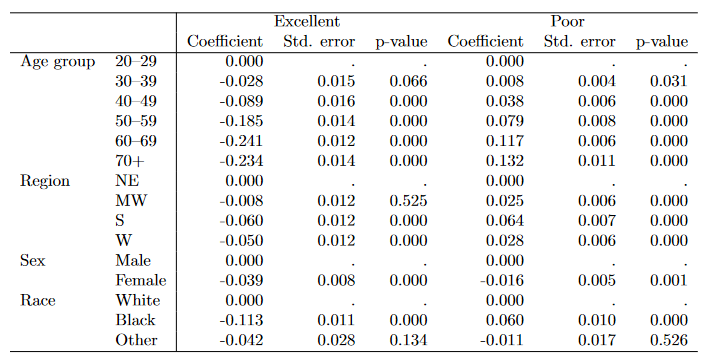 Excellent Poor
Coefficient Std. error p-value Coefficient Std. error p-value
Age group 20–29 0.000 . . 0.000 . .
30–39 -0.028 0.015 0.066 0.008 0.004 0.031
40–49 -0.089 0.016 0.000 0.038 0.006 0.000
50–59 -0.185 0.014 0.000 0.079 0.008 0.000
60–69 -0.241 0.012 0.000 0.117 0.006 0.000
70+ -0.234 0.014 0.000 0.132 0.011 0.000
Region NE 0.000 . . 0.000 . .
MW -0.008 0.012 0.525 0.025 0.006 0.000
S -0.060 0.012 0.000 0.064 0.007 0.000
W -0.050 0.012 0.000 0.028 0.006 0.000
Sex Male 0.000 . . 0.000 . .
Female -0.039 0.008 0.000 -0.016 0.005 0.001
Race White 0.000 . . 0.000 . .
Black -0.113 0.011 0.000 0.060 0.010 0.000
Other -0.042 0.028 0.134 -0.011 0.017 0.526